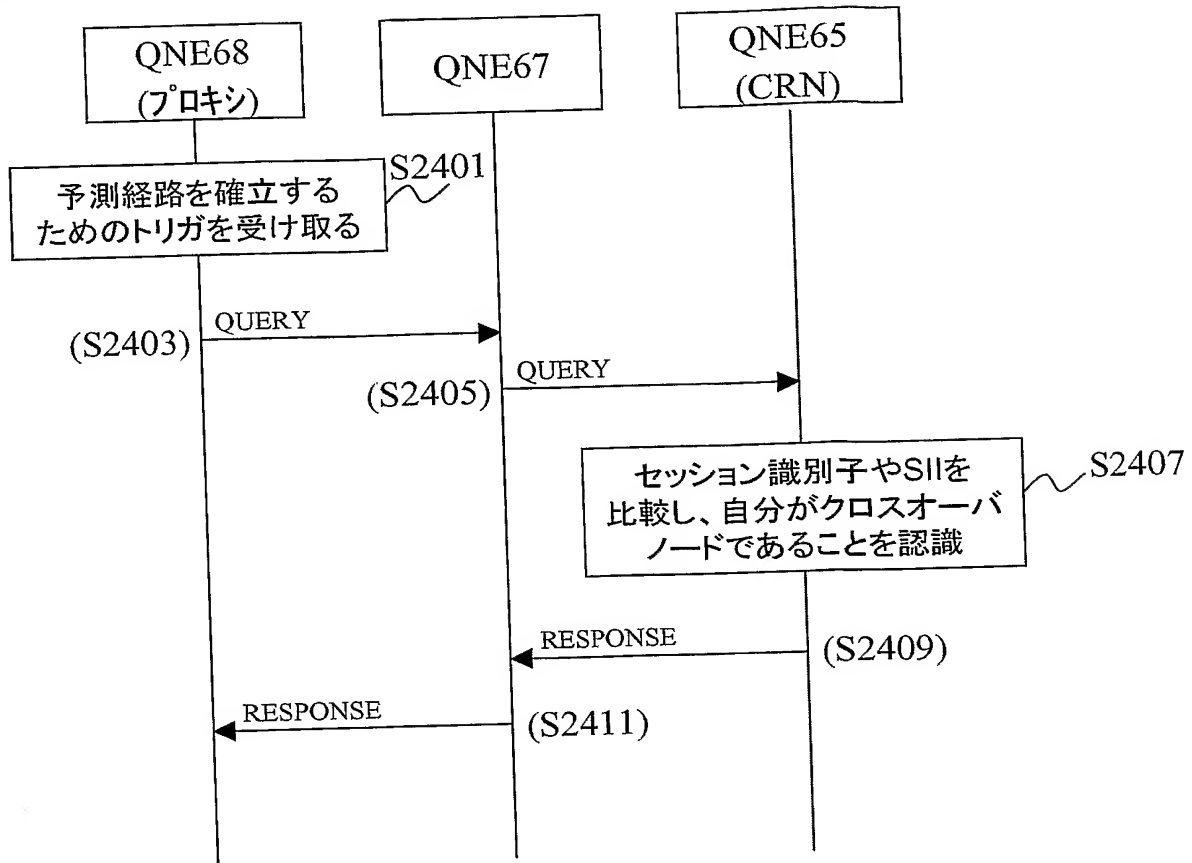 QNE68
(プロキシ)
QNE67
QNE65
(CRN)
S2401
予測経路を確立する
ためのトリガを受け取る
(S2403)
QUERY
(S2405)
QUERY
セッション識別子やSIIを
比較し、自分がクロスオーバ
ノードであることを認識
S2407
RESPONSE
(S2409)
RESPONSE
(S2411)